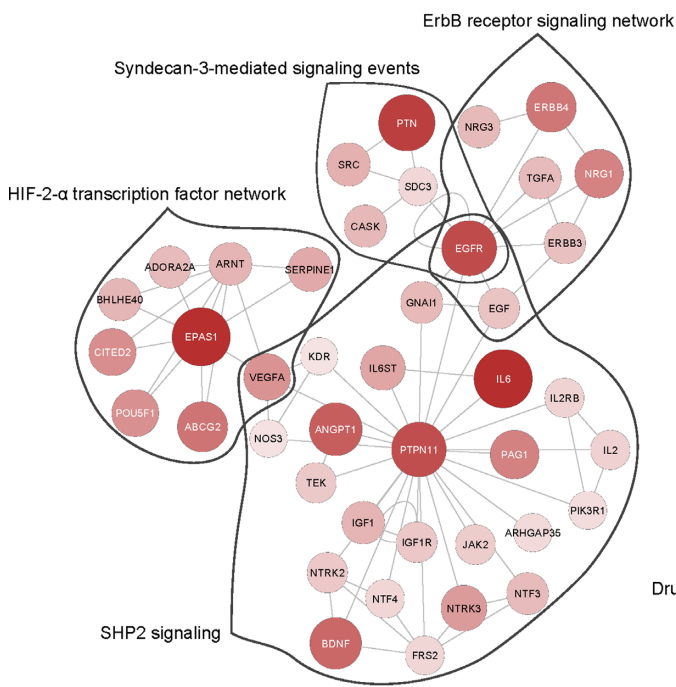 ErbB receptor signaling network
Syndecan-3-mediated signaling events
ERBB4
PTN
NRG3
SRC
TGFA
NRG1
SDC3
HIF-2-α transcription factor network
CASK
EGFR
ERBB3
ADORA2A
ARNT
SERPINE1
BHLHE40
GNAI1
EGF
EPAS1
CITED2
KDR
VEGFA
IL6ST
IL6
IL2RB
POU5F1
ABCG2
ANGPT1
NOS3
PTPN11
PAG1
IL2
TEK
PIK3R1
IGF1
ARHGAP35
IGF1R
JAK2
NTRK2
Dru
NTF4
NTRK3
NTF3
SHP2 signaling
BDNF
FRS2